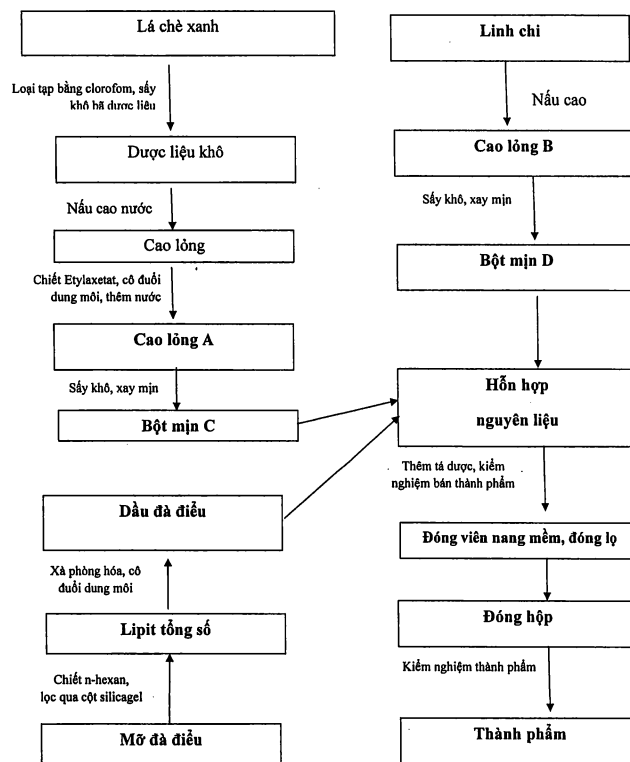 Lá chè xanh
Loại tạp bằng clorofom, sấy
khô bã dược liêu
Dược liệu khô
Nấu cao nước
Cao lỏng
Chiết Etylaxetat, cô đuổi
dung môi, thêm nước
Cao lỏng A
Sấy khô, xay mịn
Bột mịn C
Dầu đà điểu
Xà phòng hóa, cô
đuổi dung môi
Lipit tổng số
Chiết n-hexan,
lọc qua cột silicagel
Mỡ đà điểu
Linh chi
Nấu cao
Cao lỏng B
Sấy khô, xay mịn
Bột mịn D
Hỗn hợp
nguyên liệu
Thêm tá dược, kiểm
nghiệm bán thành phẩm
Đóng viên nang mềm, đóng lọ
Đóng hộp
Kiểm nghiệm thành phẩm
Thành phẩm